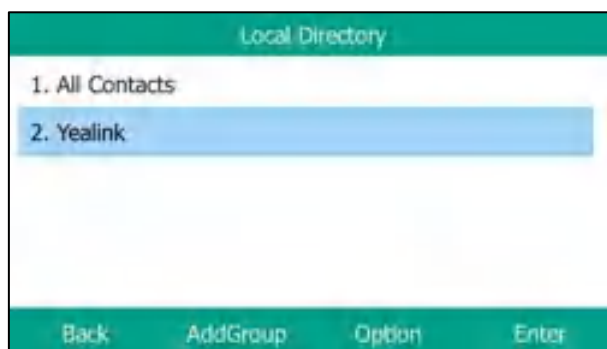 Local Directory
1. All Contacts
2. Yealink
Back AddGroup Option Enter